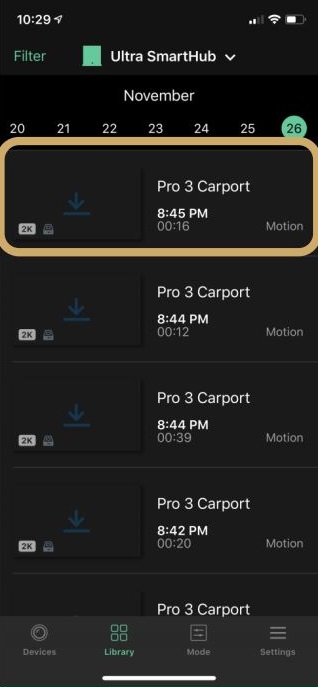 10:29
Filter
Ultra SmartHub
November
20 21 22 23 24 25 26
Pro 3 Carport
8:45 PM
2K 00:16 Motion
Pro 3 Carport
8:44 PM
2K 00:12 Motion
Pro 3 Carport
8:44 PM
2K 00:39 Motion
Pro 3 Carport
8:42 PM
2K 00:20 Motion
Pro 3 Carport
Devices Library Mode Settings